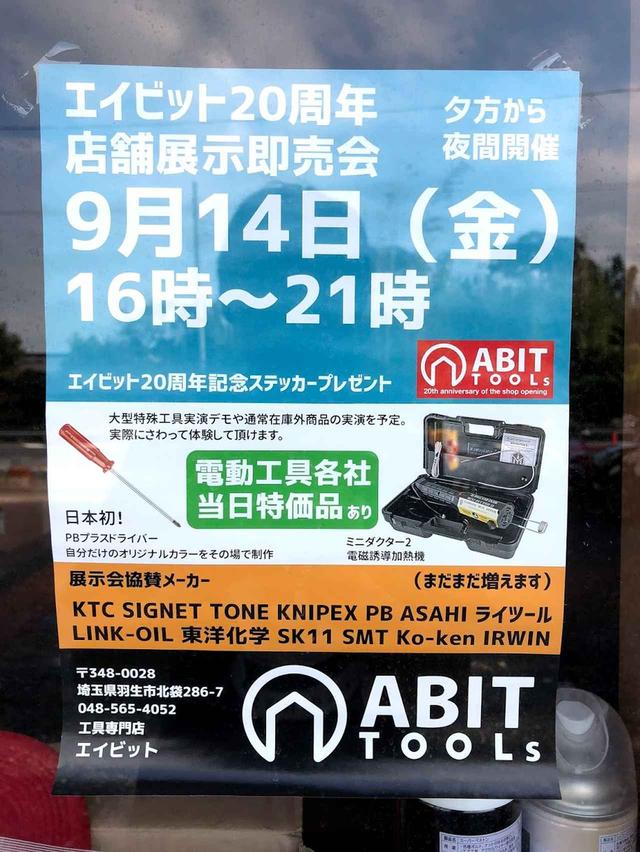 エイビット20周年
店舗展示即売会
夕方から
夜間開催
9月14日（金）
16時～21時
ABIT
TOOLs
20th anniversary of the shop opening
エイビット20周年記念ステッカープレゼント
大型特殊工具実演デモや通常在庫外商品の実演を予定。
実際にさわって体験して頂けます。
電動工具各社
当日特価品あり
日本初！
PBプラスドライバー
自分だけのオリジナルカラーをその場で制作
ミニダクター2
電磁誘導加熱機
展示会協賛メーカー
（まだまだ増えます）
KTC SIGNET TONE KNIPEX PB ASAHI ライツール
LINK-OIL 東洋化学 SK11 SMT Ko-ken IRWIN
〒348-0028
埼玉県羽生市北袋286-7
048-565-4052
工具専門店
エイビット
ABIT
TOOLs